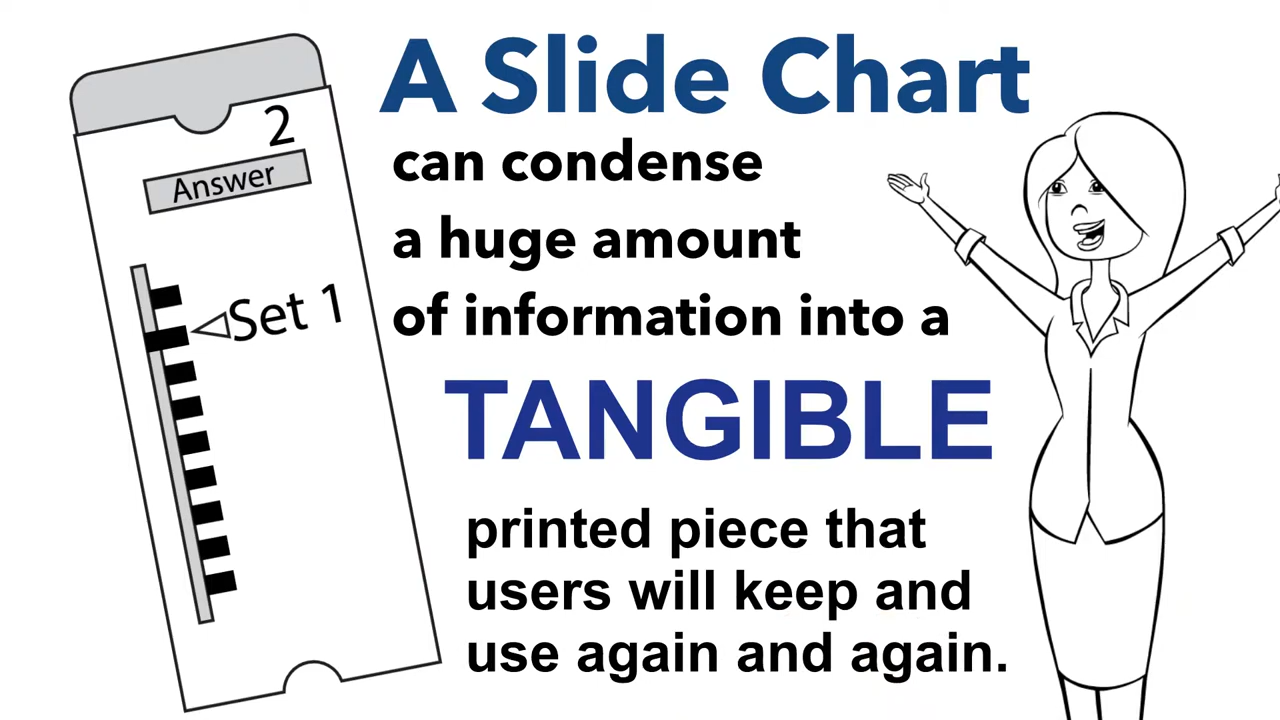 A Slide Chart
can condense
a huge amount
of information into a
TANGIBLE
printed piece that
users will keep and
use again and again.
2
Answer
Set 1